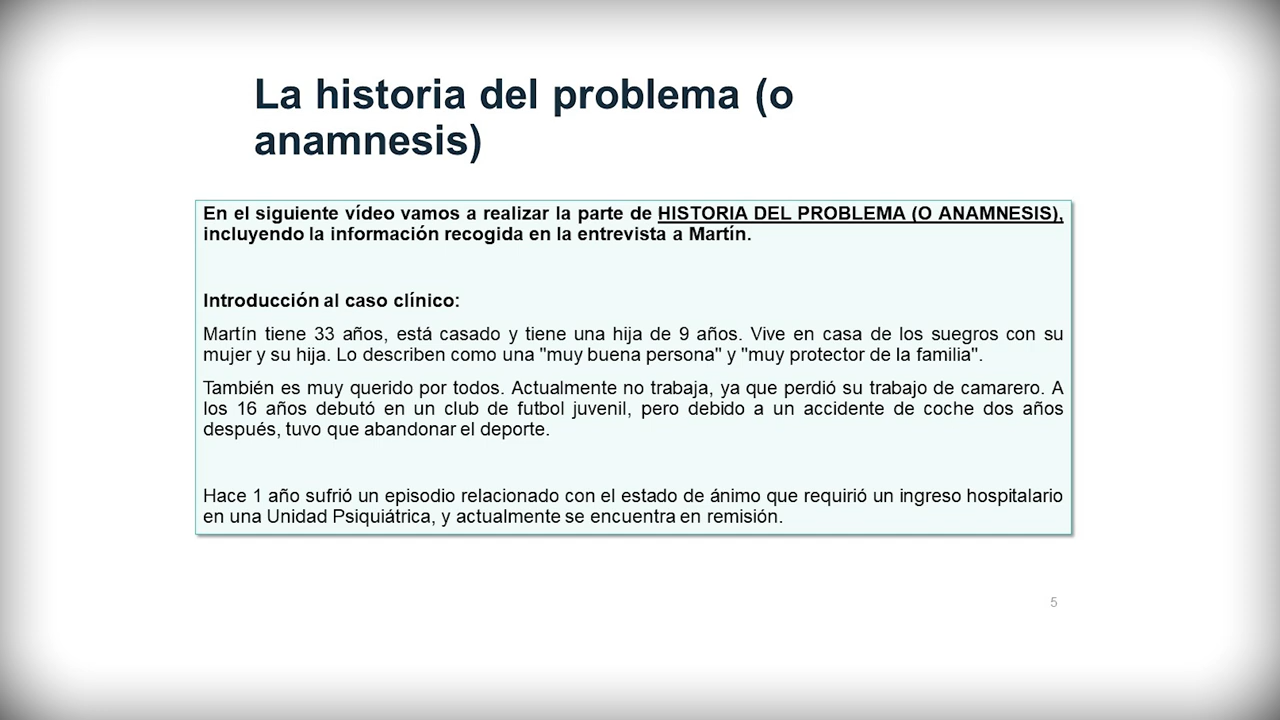 La historia del problema (o
anamnesis)
En el siguiente vídeo vamos a realizar la parte de HISTORIA DEL PROBLEMA (O ANAMNESIS),
incluyendo la información recogida en la entrevista a Martín.
Introducción al caso clínico:
Martín tiene 33 años, está casado y tiene una hija de 9 años. Vive en casa de los suegros con su
mujer y su hija. Lo describen como una "muy buena persona" y "muy protector de la familia".
También es muy querido por todos. Actualmente no trabaja, ya que perdió su trabajo de camarero. A
los 16 años debutó en un club de futbol juvenil, pero debido a un accidente de coche dos años
después, tuvo que abandonar el deporte.
Hace 1 año sufrió un episodio relacionado con el estado de ánimo que requirió un ingreso hospitalario
en una Unidad Psiquiátrica, y actualmente se encuentra en remisión.
5